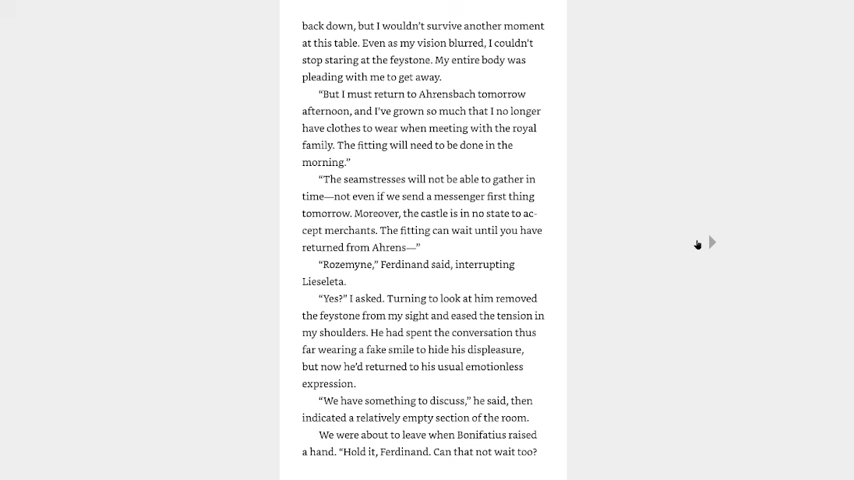 back down, but I wouldn't survive another moment
at this table. Even as my vision blurred, I couldn't
stop staring at the feystone. My entire body was
pleading with me to get away.
“But I must return to Ahrensbach tomorrow
afternoon, and I've grown so much that I no longer
have clothes to wear when meeting with the royal
family. The fitting will need to be done in the
morning.”
“The seamstresses will not be able to gather in
time—not even if we send a messenger first thing
tomorrow. Moreover, the castle is in no state to ac-
cept merchants. The fitting can wait until you have
returned from Ahrens—”
“Rozemyne,” Ferdinand said, interrupting
Lieseleta.
“Yes?” I asked. Turning to look at him removed
the feystone from my sight and eased the tension in
my shoulders. He had spent the conversation thus
far wearing a fake smile to hide his displeasure,
but now he'd returned to his usual emotionless
expression.
“We have something to discuss,” he said, then
indicated a relatively empty section of the room.
We were about to leave when Bonifatius raised
a hand. “Hold it, Ferdinand. Can that not wait too?